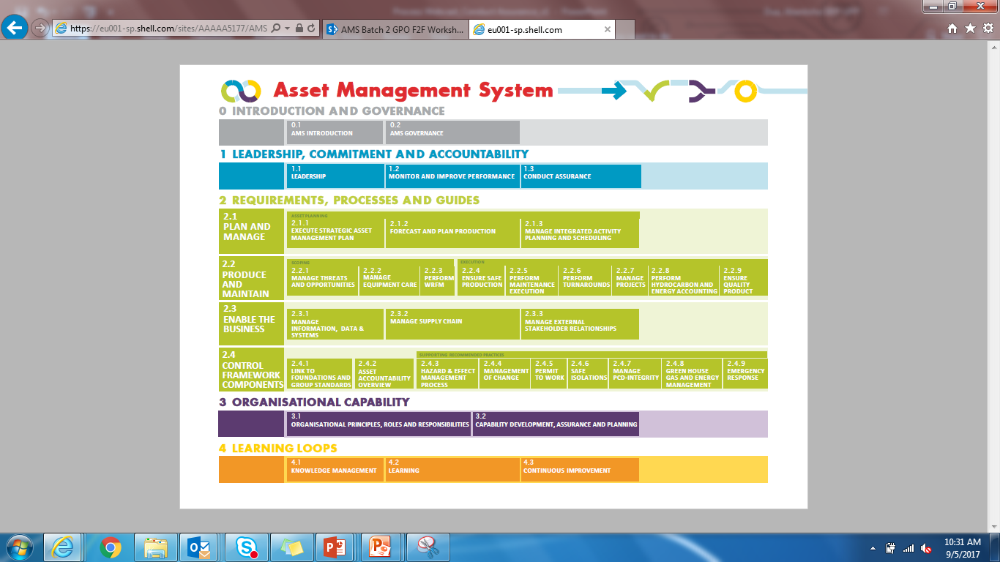 https://eu001-sp.shell.com/sites/AAAAA5177/AMS
AMS Batch 2 GPO F2F Worksh...
eu001-sp.shell.com
Asset Management System
0 INTRODUCTION AND GOVERNANCE
0.1
AMS INTRODUCTION
0.2
AMS GOVERNANCE
1 LEADERSHIP, COMMITMENT AND ACCOUNTABILITY
1.1
LEADERSHIP
1.2
MONITOR AND IMPROVE PERFORMANCE
1.3
CONDUCT ASSURANCE
2 REQUIREMENTS, PROCESSES AND GUIDES
2.1
PLAN AND
MANAGE
ASSET PLANNING
2.1.1
EXECUTE STRATEGIC ASSET
MANAGEMENT PLAN
2.1.2
FORECAST AND PLAN PRODUCTION
2.1.3
MANAGE INTEGRATED ACTIVITY
PLANNING AND SCHEDULING
2.2
PRODUCE
AND
MAINTAIN
SCOPING
2.2.1
MANAGE THREATS
AND OPPORTUNITIES
2.2.2
MANAGE
EQUIPMENT CARE
2.2.3
PERFORM
WRFM
EXECUTION
2.2.4
ENSURE SAFE
PRODUCTION
2.2.5
PERFORM
MAINTENANCE
EXECUTION
2.2.6
PERFORM
TURNAROUNDS
2.2.7
MANAGE
PROJECTS
2.2.8
PERFORM
HYDROCARBON AND
ENERGY ACCOUNTING
2.2.9
ENSURE
QUALITY
PRODUCT
2.3
ENABLE THE
BUSINESS
2.3.1
MANAGE
INFORMATION, DATA &
SYSTEMS
2.3.2
MANAGE SUPPLY CHAIN
2.3.3
MANAGE EXTERNAL
STAKEHOLDER RELATIONSHIPS
2.4
CONTROL
FRAMEWORK
COMPONENTS
2.4.1
LINK TO
FOUNDATIONS AND
GROUP STANDARDS
2.4.2
ASSET
ACCOUNTABILITY
OVERVIEW
SUPPORTING RECOMMENDED PRACTICES
2.4.3
HAZARD & EFFECT
MANAGEMENT
PROCESS
2.4.4
MANAGEMENT
OF CHANGE
2.4.5
PERMIT
TO WORK
2.4.6
SAFE
ISOLATIONS
2.4.7
MANAGE
PCD-INTEGRITY
2.4.8
GREEN HOUSE
GAS AND ENERGY
MANAGEMENT
2.4.9
EMERGENCY
RESPONSE
3 ORGANISATIONAL CAPABILITY
3.1
ORGANISATIONAL PRINCIPLES, ROLES AND RESPONSIBILITIES
3.2
CAPABILITY DEVELOPMENT, ASSURANCE AND PLANNING
4 LEARNING LOOPS
4.1
KNOWLEDGE MANAGEMENT
4.2
LEARNING
4.3
CONTINUOUS IMPROVEMENT
10:31 AM
9/5/2017